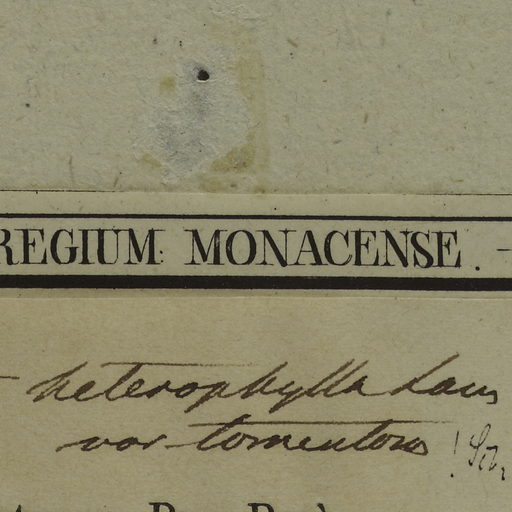 REGIUM MONACENSE. -
heterophylla Lam
var tomentosa !